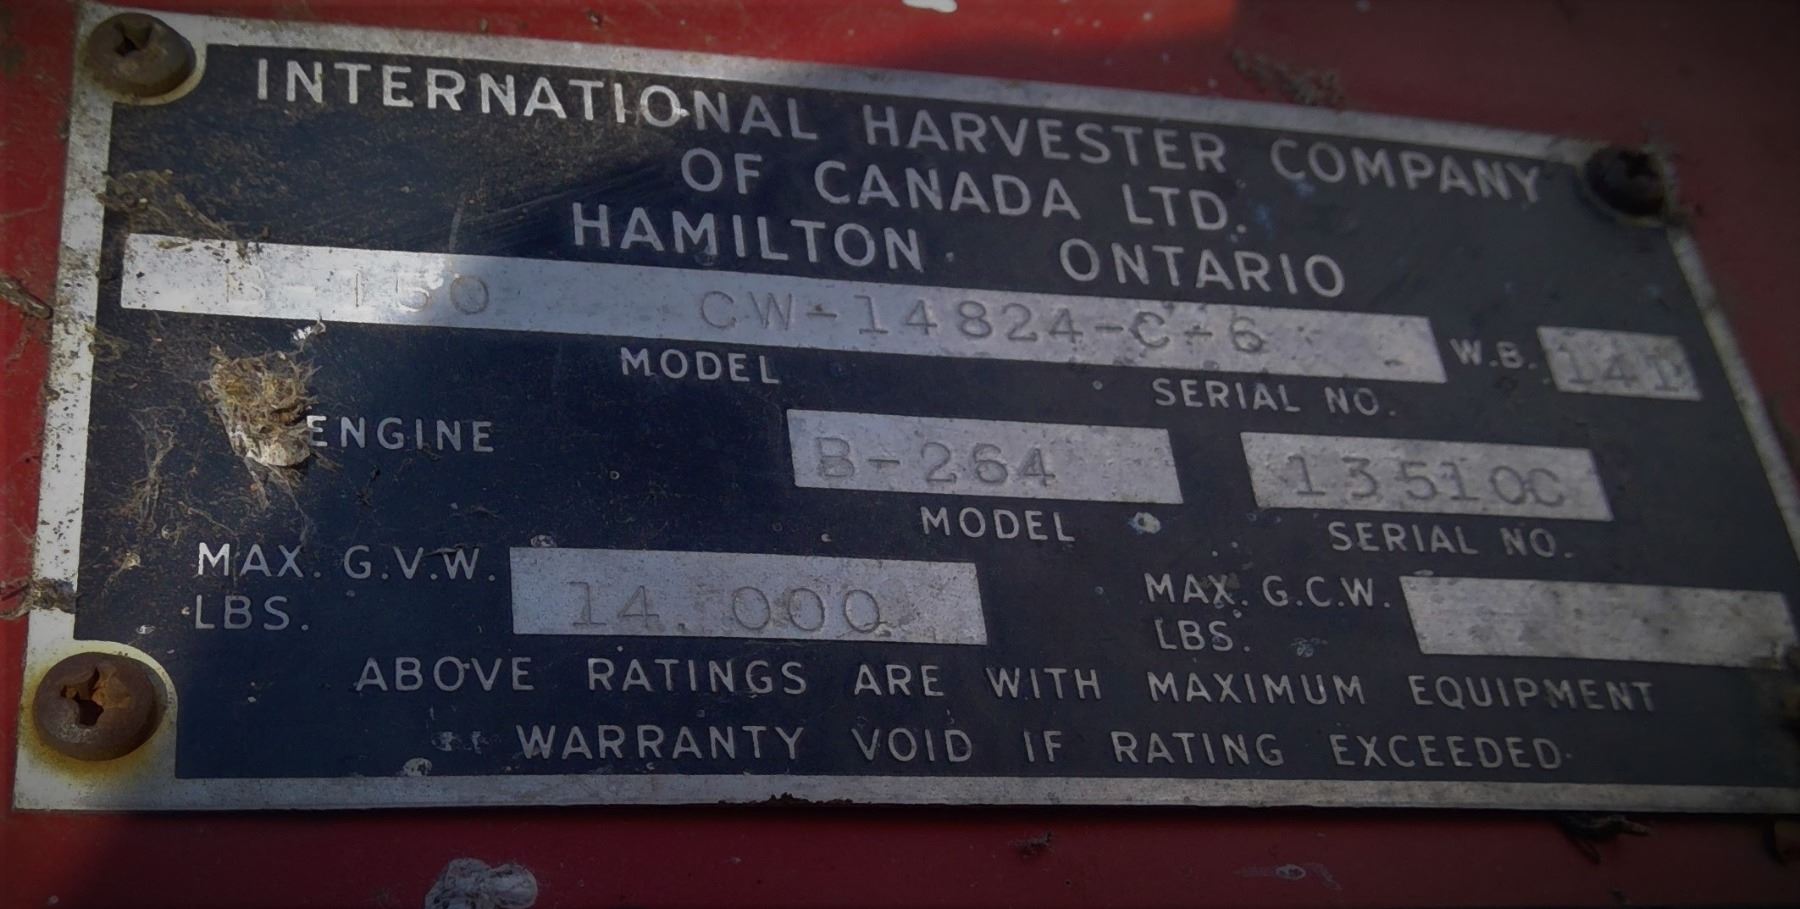 INTERNATIONAL HARVESTER COMPANY
OF CANADA LTD.
HAMILTON ONTARIO
B-150 CW-14824-C-6 W.B. 141
MODEL SERIAL NO.
ENGINE B-264 13510C
MODEL SERIAL NO.
MAX. G.V.W. LBS. 14.000 MAX. G.C.W. LBS.
ABOVE RATINGS ARE WITH MAXIMUM EQUIPMENT
WARRANTY VOID IF RATING EXCEEDED.